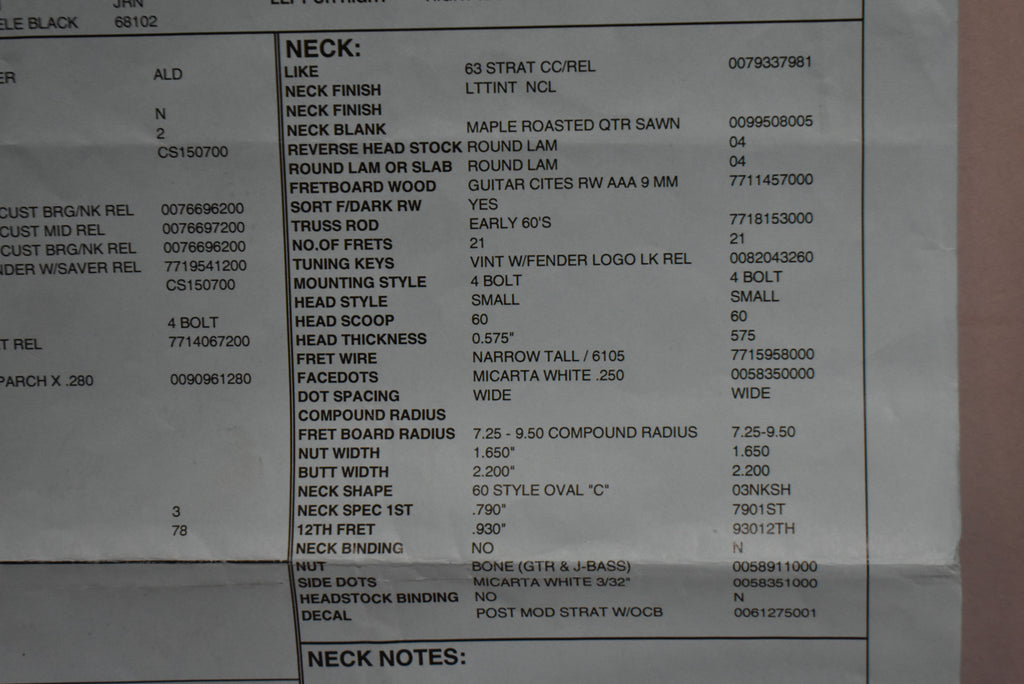 JRN
ELE BLACK 68102
ER ALD
N
2
CS150700
CUST BRG/NK REL 0076696200
CUST MID REL 0076697200
CUST BRG/NK REL 0076696200
NDER W/SAVER REL 7719541200
CS150700
4 BOLT
T REL 7714067200
PARCH X .280 0090961280
3
78
NECK:
LIKE 63 STRAT CC/REL 0079337981
NECK FINISH LTTINT NCL
NECK FINISH
NECK BLANK MAPLE ROASTED QTR SAWN 0099508005
REVERSE HEAD STOCK ROUND LAM 04
ROUND LAM OR SLAB ROUND LAM 04
FRETBOARD WOOD GUITAR CITES RW AAA 9 MM 7711457000
SORT F/DARK RW YES
TRUSS ROD EARLY 60'S 7718153000
NO.OF FRETS 21 21
TUNING KEYS VINT W/FENDER LOGO LK REL 0082043260
MOUNTING STYLE 4 BOLT 4 BOLT
HEAD STYLE SMALL SMALL
HEAD SCOOP 60 60
HEAD THICKNESS 0.575" 575
FRET WIRE NARROW TALL / 6105 7715958000
FACEDOTS MICARTA WHITE .250 0058350000
DOT SPACING WIDE WIDE
COMPOUND RADIUS
FRET BOARD RADIUS 7.25 - 9.50 COMPOUND RADIUS 7.25-9.50
NUT WIDTH 1.650" 1.650
BUTT WIDTH 2.200" 2.200
NECK SHAPE 60 STYLE OVAL "C" 03NKSH
NECK SPEC 1ST .790" 7901ST
12TH FRET .930" 93012TH
NECK BINDING NO N
NUT BONE (GTR & J-BASS) 0058911000
SIDE DOTS MICARTA WHITE 3/32" 0058351000
HEADSTOCK BINDING NO N
DECAL POST MOD STRAT W/OCB 0061275001
NECK NOTES: